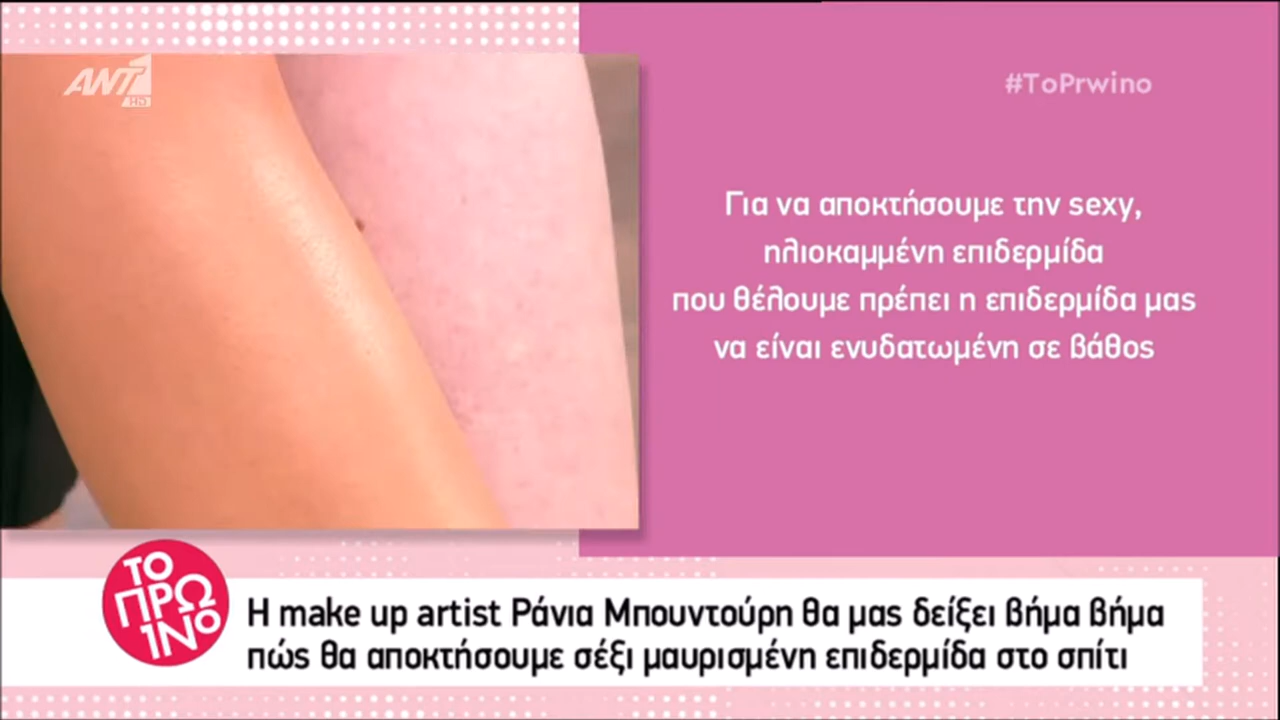 ANT1
HD
#ToPrwino
Για να αποκτήσουμε την sexy,
ηλιοκαμμένη επιδερμίδα
που θέλουμε πρέπει η επιδερμίδα μας
να είναι ενυδατωμένη σε βάθος
ΤΟ
ΠΡΩ
ΙΝΟ
Η make up artist Ράνια Μπουντούρη θα μας δείξει βήμα βήμα
πώς θα αποκτήσουμε σέξι μαυρισμένη επιδερμίδα στο σπίτι